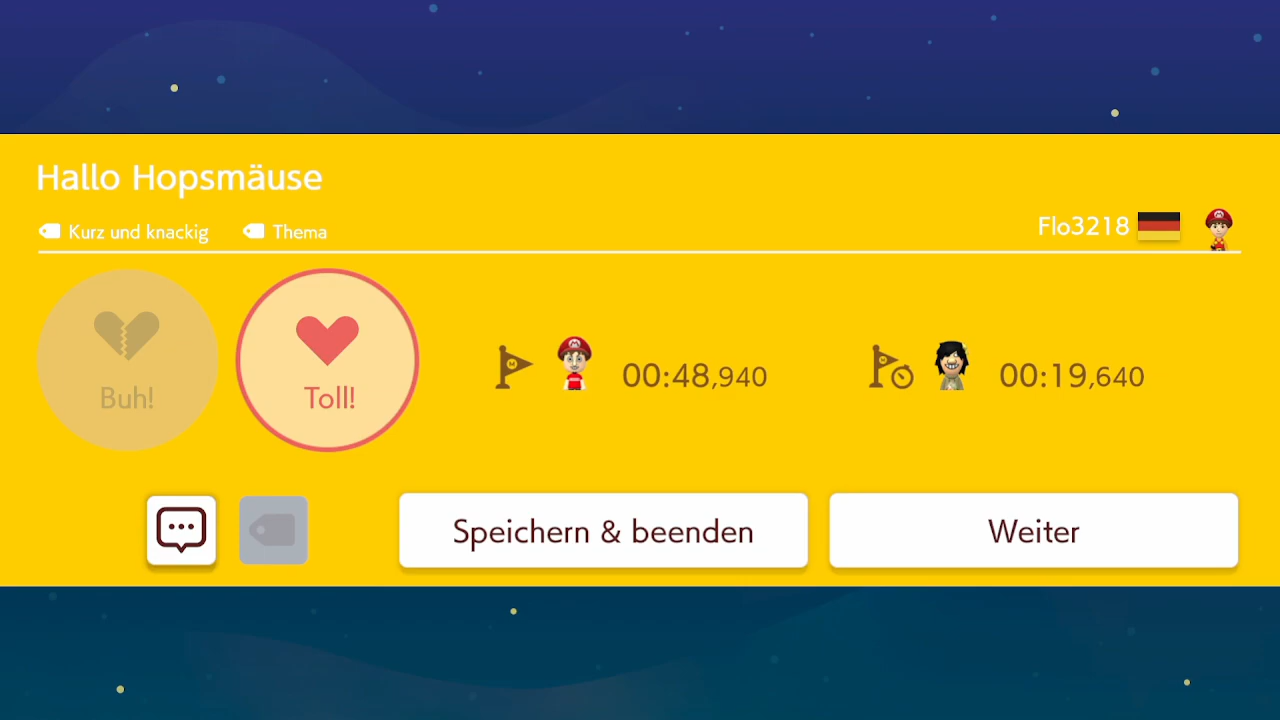 Hallo Hopsmäuse
Kurz und knackig Thema
Flo3218
Buh!
Toll!
00:48,940
00:19,640
Speichern & beenden
Weiter